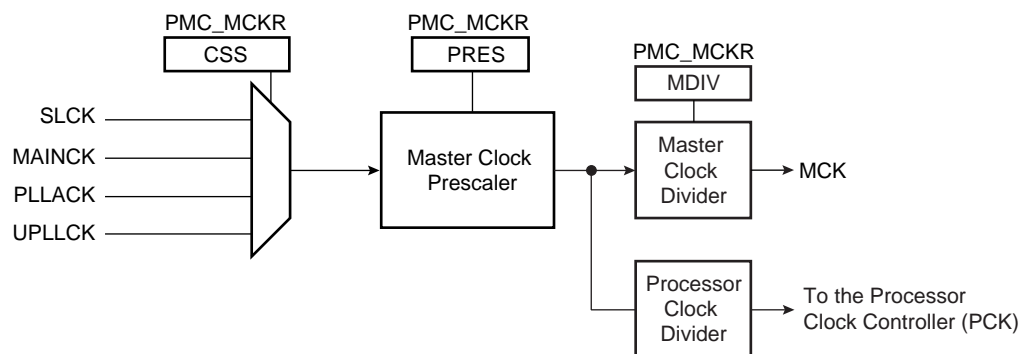 PMC_MCKR
CSS
PMC_MCKR
PRES
PMC_MCKR
MDIV
SLCK
MAINCK
PLLACK
UPLLCK
Master Clock
Prescaler
Master
Clock
Divider
MCK
Processor
Clock
Divider
To the Processor
Clock Controller (PCK)